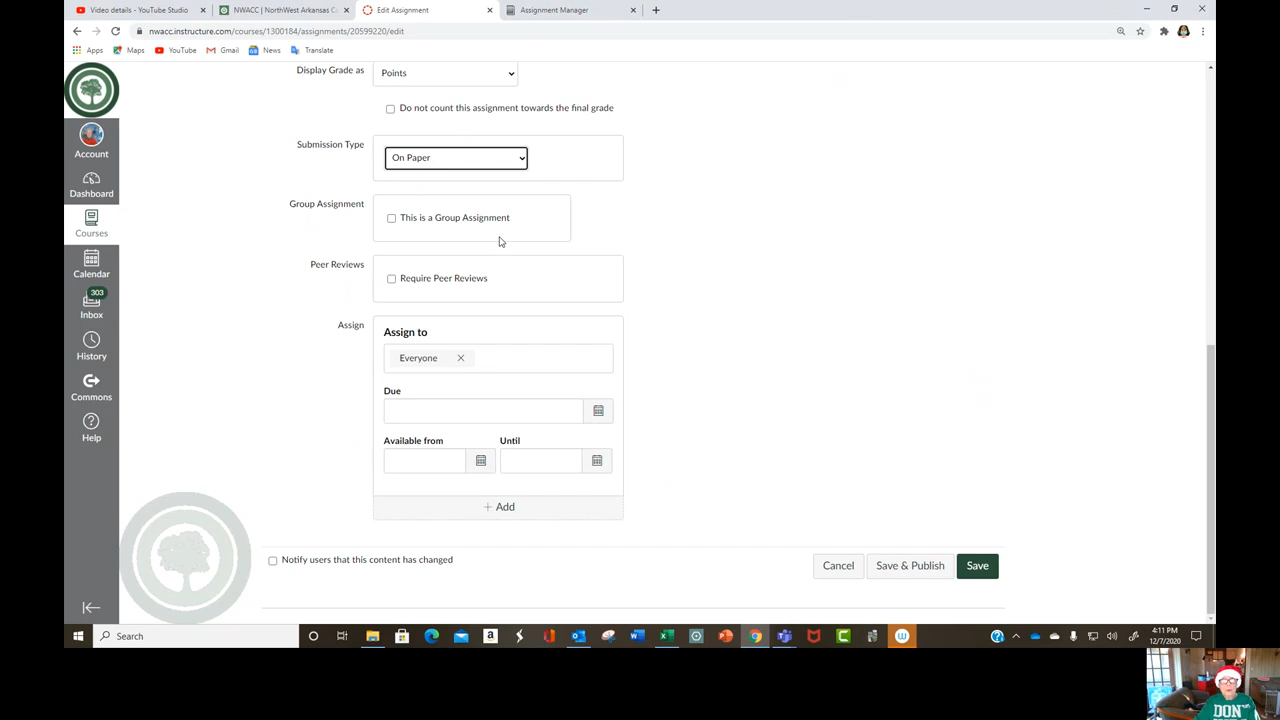 Video details - YouTube Studio
NWACC | NorthWest Arkansas C
Edit Assignment
Assignment Manager
nwacc.instructure.com/courses/1300184/assignments/20599220/edit
Apps
Maps
YouTube
Gmail
News
Translate
Display Grade as
Points
Do not count this assignment towards the final grade
Submission Type
On Paper
Account
Dashboard
Courses
Calendar
303
Inbox
History
Commons
Help
Group Assignment
This is a Group Assignment
Peer Reviews
Require Peer Reviews
Assign
Assign to
Everyone
Due
Available from
Until
+ Add
Notify users that this content has changed
Cancel
Save & Publish
Save
Search
4:11 PM
12/7/2020
DON